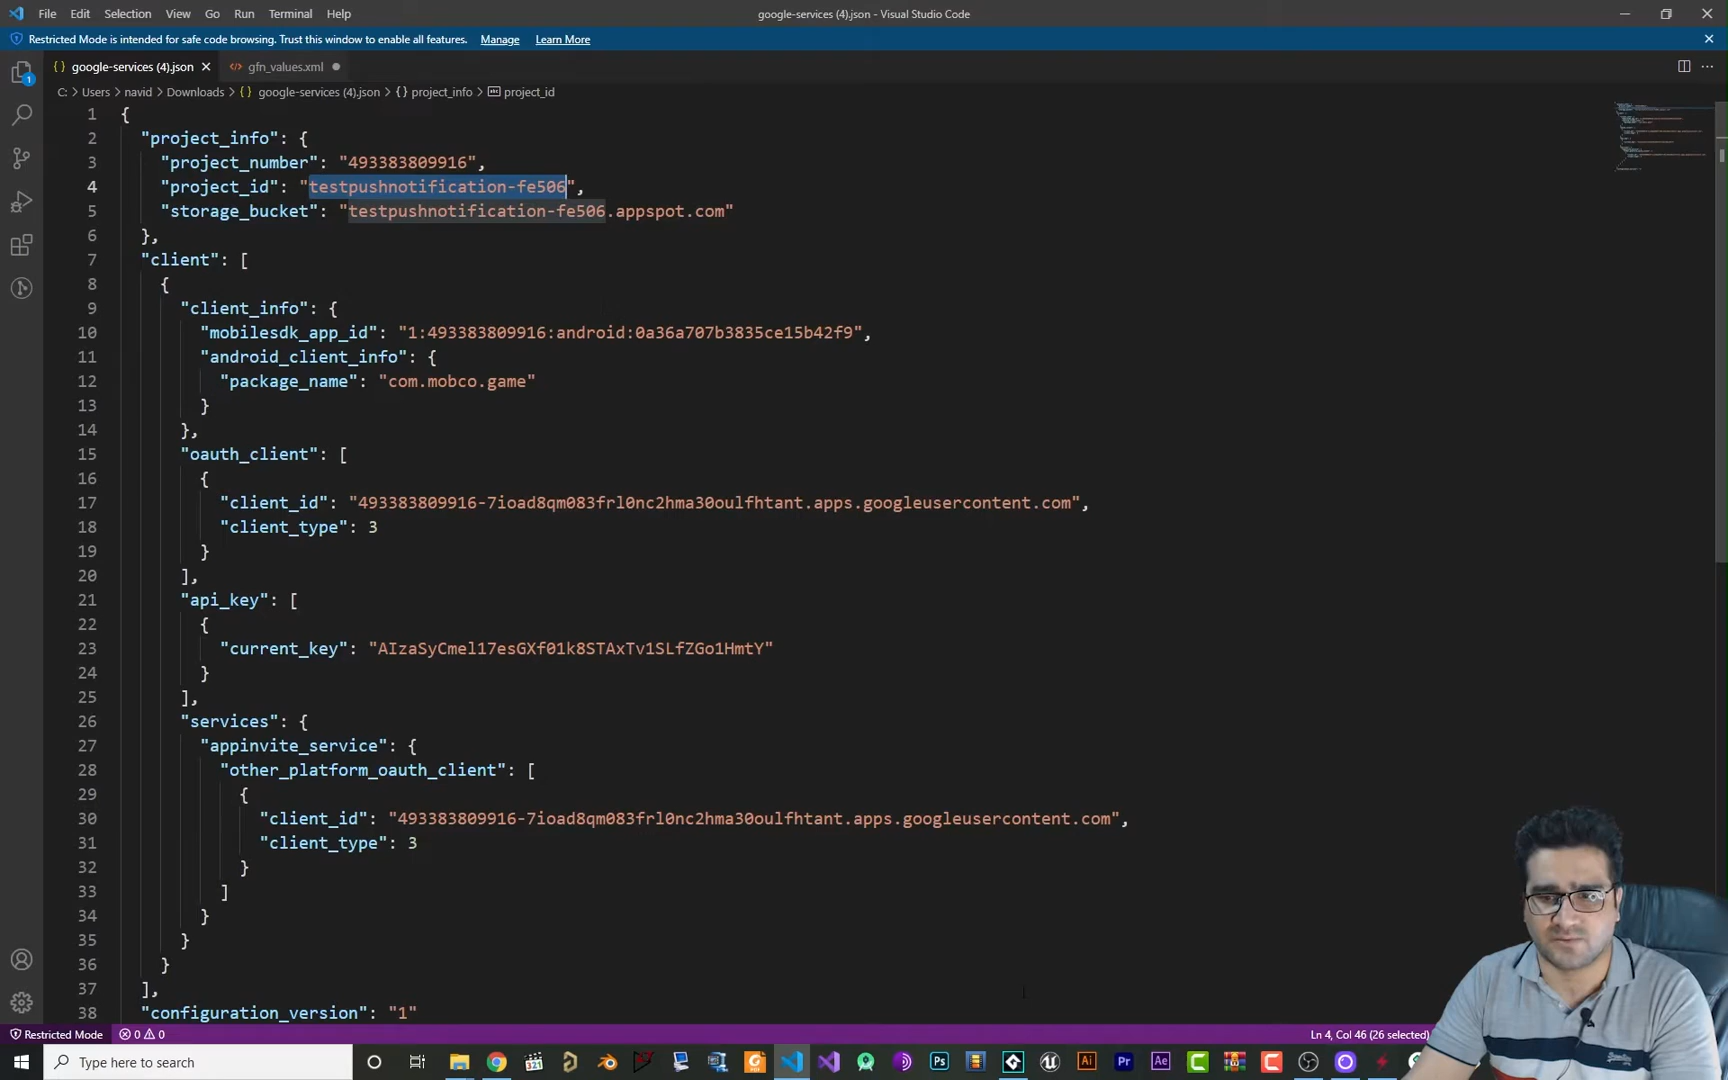 File Edit Selection View Go Run Terminal Help google-services (4).json - Visual Studio Code
Restricted Mode is intended for safe code browsing. Trust this window to enable all features. Manage Learn More
{ } google-services (4).json gfn_values.xml
C: > Users > navid > Downloads > { } google-services (4).json > { } project_info > project_id
1 {
2 "project_info": {
3 "project_number": "493383809916",
4 "project_id": "testpushnotification-fe506",
5 "storage_bucket": "testpushnotification-fe506.appspot.com"
6 },
7 "client": [
8 {
9 "client_info": {
10 "mobilesdk_app_id": "1:493383809916:android:0a36a707b3835ce15b42f9",
11 "android_client_info": {
12 "package_name": "com.mobco.game"
13 }
14 },
15 "oauth_client": [
16 {
17 "client_id": "493383809916-7ioad8qm083frl0nc2hma30oulfhtant.apps.googleusercontent.com",
18 "client_type": 3
19 }
20 ],
21 "api_key": [
22 {
23 "current_key": "AIzaSyCmel17esGXf01k8STAxTv1SLfZGo1HmtY"
24 }
25 ],
26 "services": {
27 "appinvite_service": {
28 "other_platform_oauth_client": [
29 {
30 "client_id": "493383809916-7ioad8qm083frl0nc2hma30oulfhtant.apps.googleusercontent.com",
31 "client_type": 3
32 }
33 ]
34 }
35 }
36 }
37 ],
38 "configuration_version": "1"
Restricted Mode 0 0 Ln 4, Col 46 (26 selected)
Type here to search